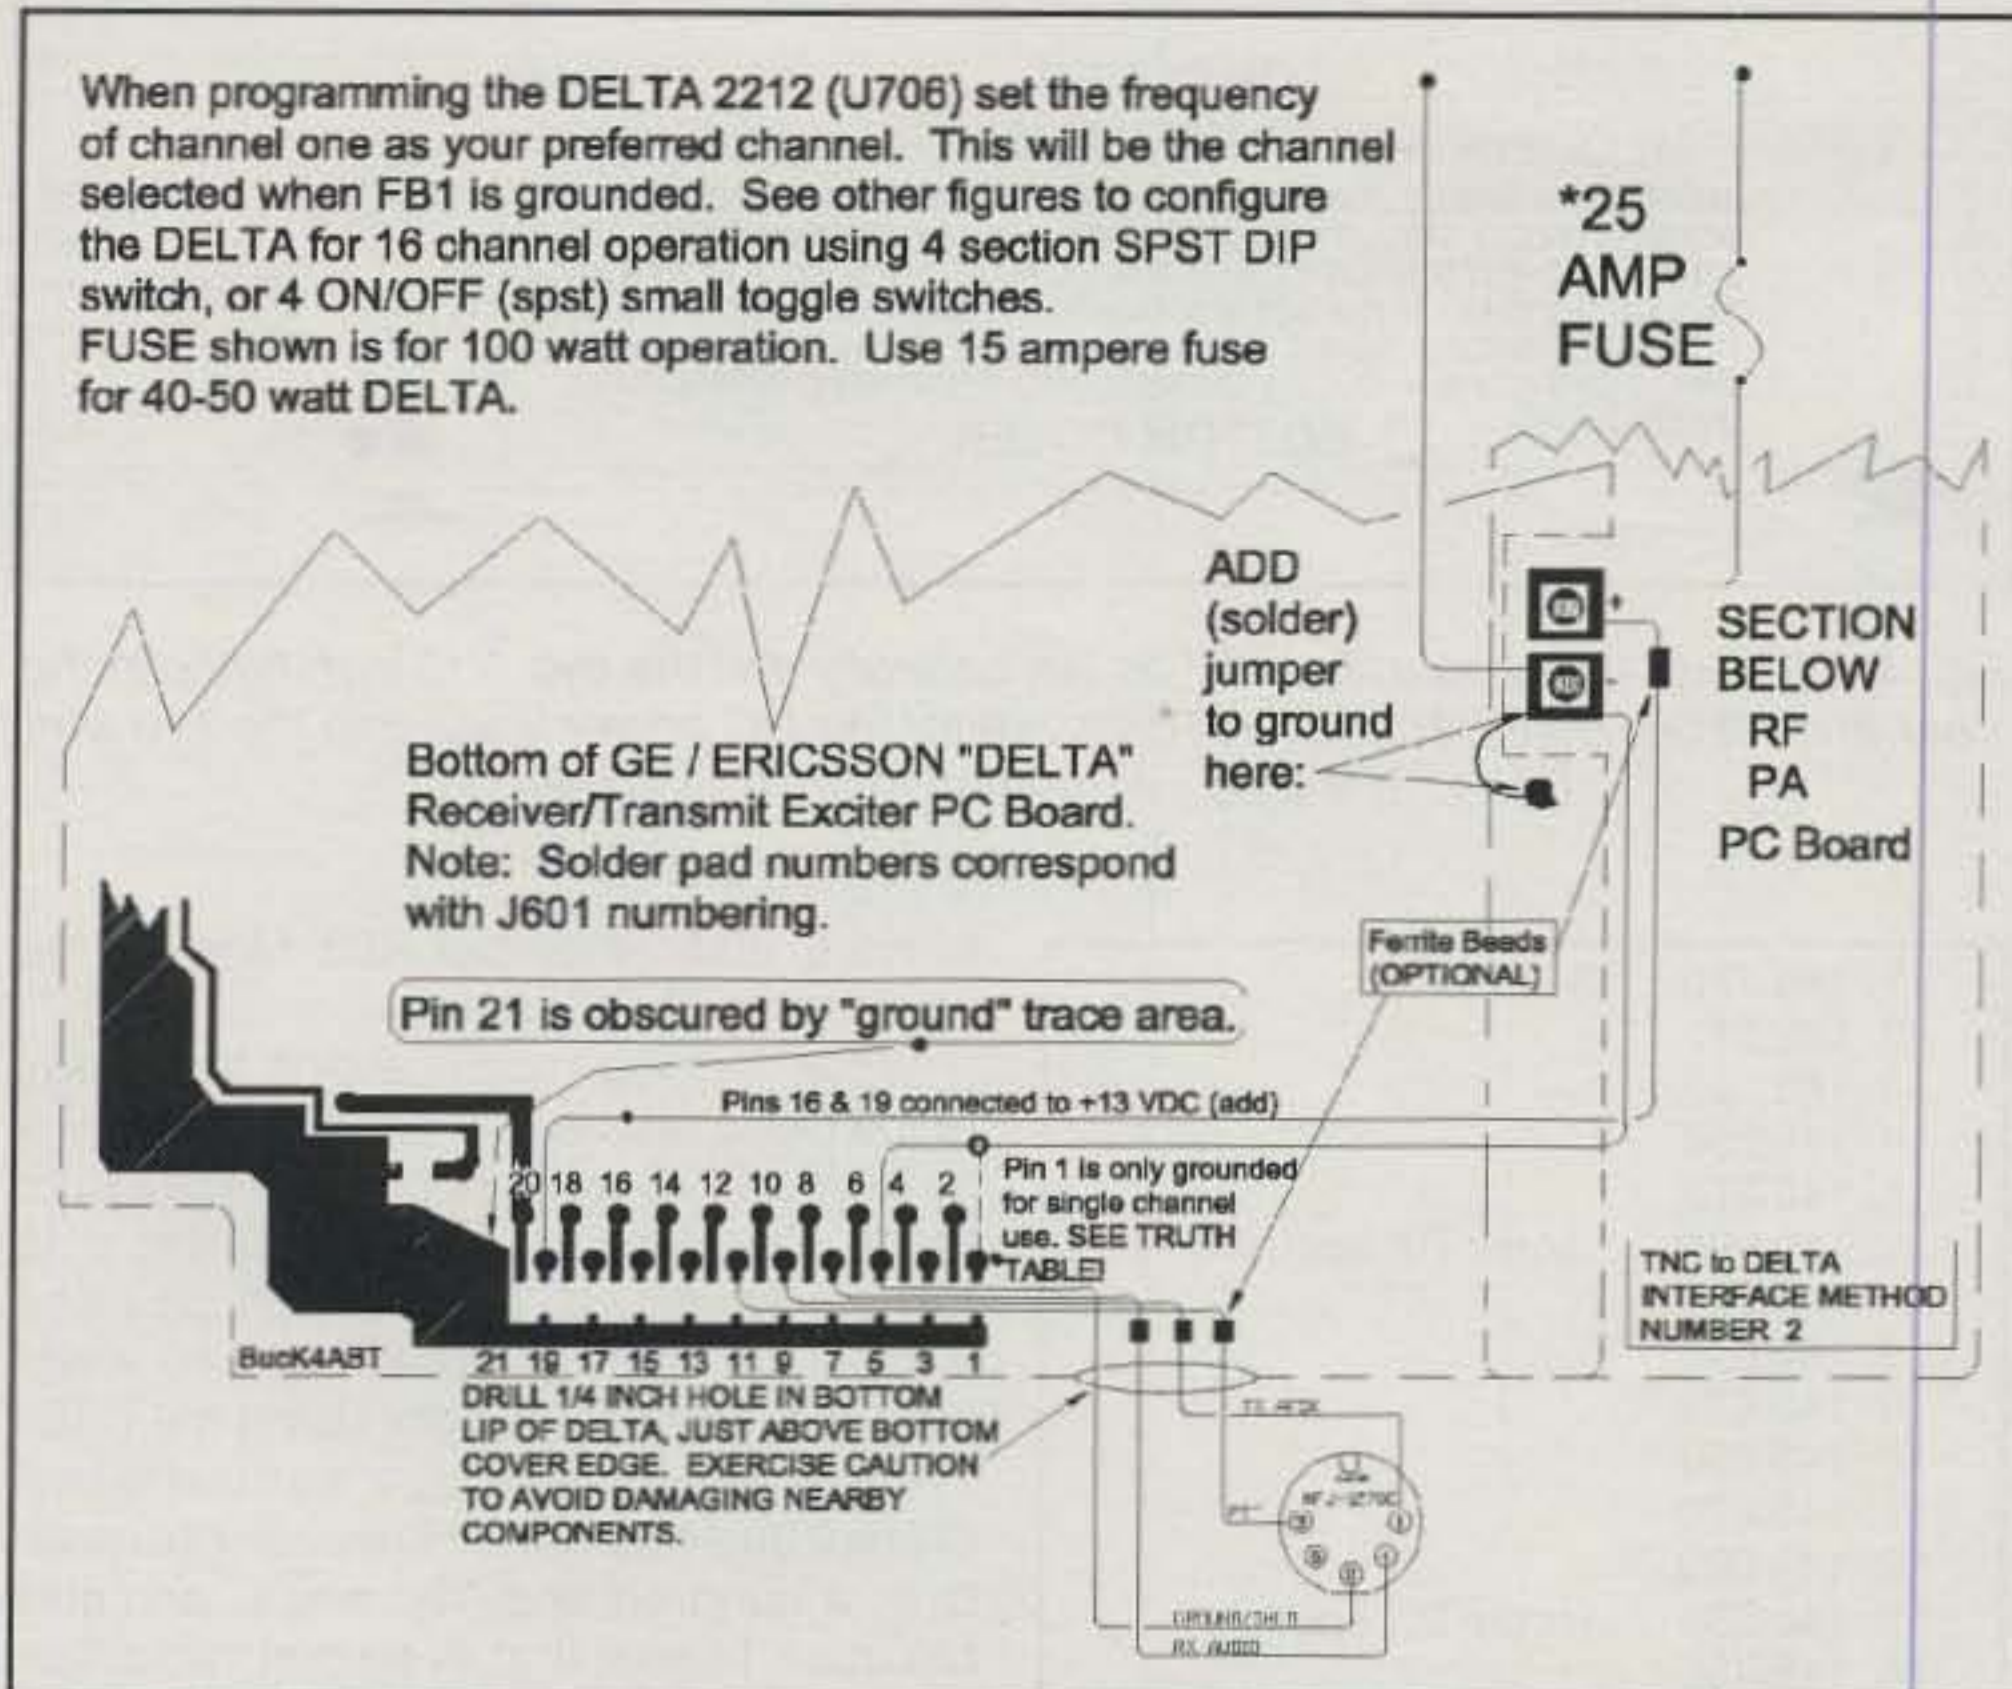 When programming the DELTA 2212 (U706) set the frequency
of channel one as your preferred channel. This will be the channel
selected when FB1 is grounded. See other figures to configure
the DELTA for 16 channel operation using 4 section SPST DIP
switch, or 4 ON/OFF (spst) small toggle switches.
FUSE shown is for 100 watt operation. Use 15 ampere fuse
for 40-50 watt DELTA.
*25
AMP
FUSE
ADD
(solder)
jumper
to ground
here:
+
-
SECTION
BELOW
RF
PA
PC Board
Bottom of GE / ERICSSON "DELTA"
Receiver/Transmit Exciter PC Board.
Note: Solder pad numbers correspond
with J601 numbering.
Ferrite Beads
(OPTIONAL)
Pin 21 is obscured by "ground" trace area.
Pins 16 & 19 connected to +13 VDC (add)
20 18 16 14 12 10 8 6 4 2
Pin 1 is only grounded
for single channel
use. SEE TRUTH
*TABLE!
TNC to DELTA
INTERFACE METHOD
NUMBER 2
BucK4ABT
21 19 17 15 13 11 9 7 5 3 1
DRILL 1/4 INCH HOLE IN BOTTOM
LIP OF DELTA, JUST ABOVE BOTTOM
COVER EDGE. EXERCISE CAUTION
TO AVOID DAMAGING NEARBY
COMPONENTS.
TX AFSK
GROUND/
RX AUDIO